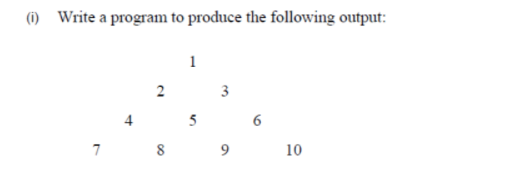 (i) Write a program to produce the following output:
1
2 3
4 5 6
7 8 9 10